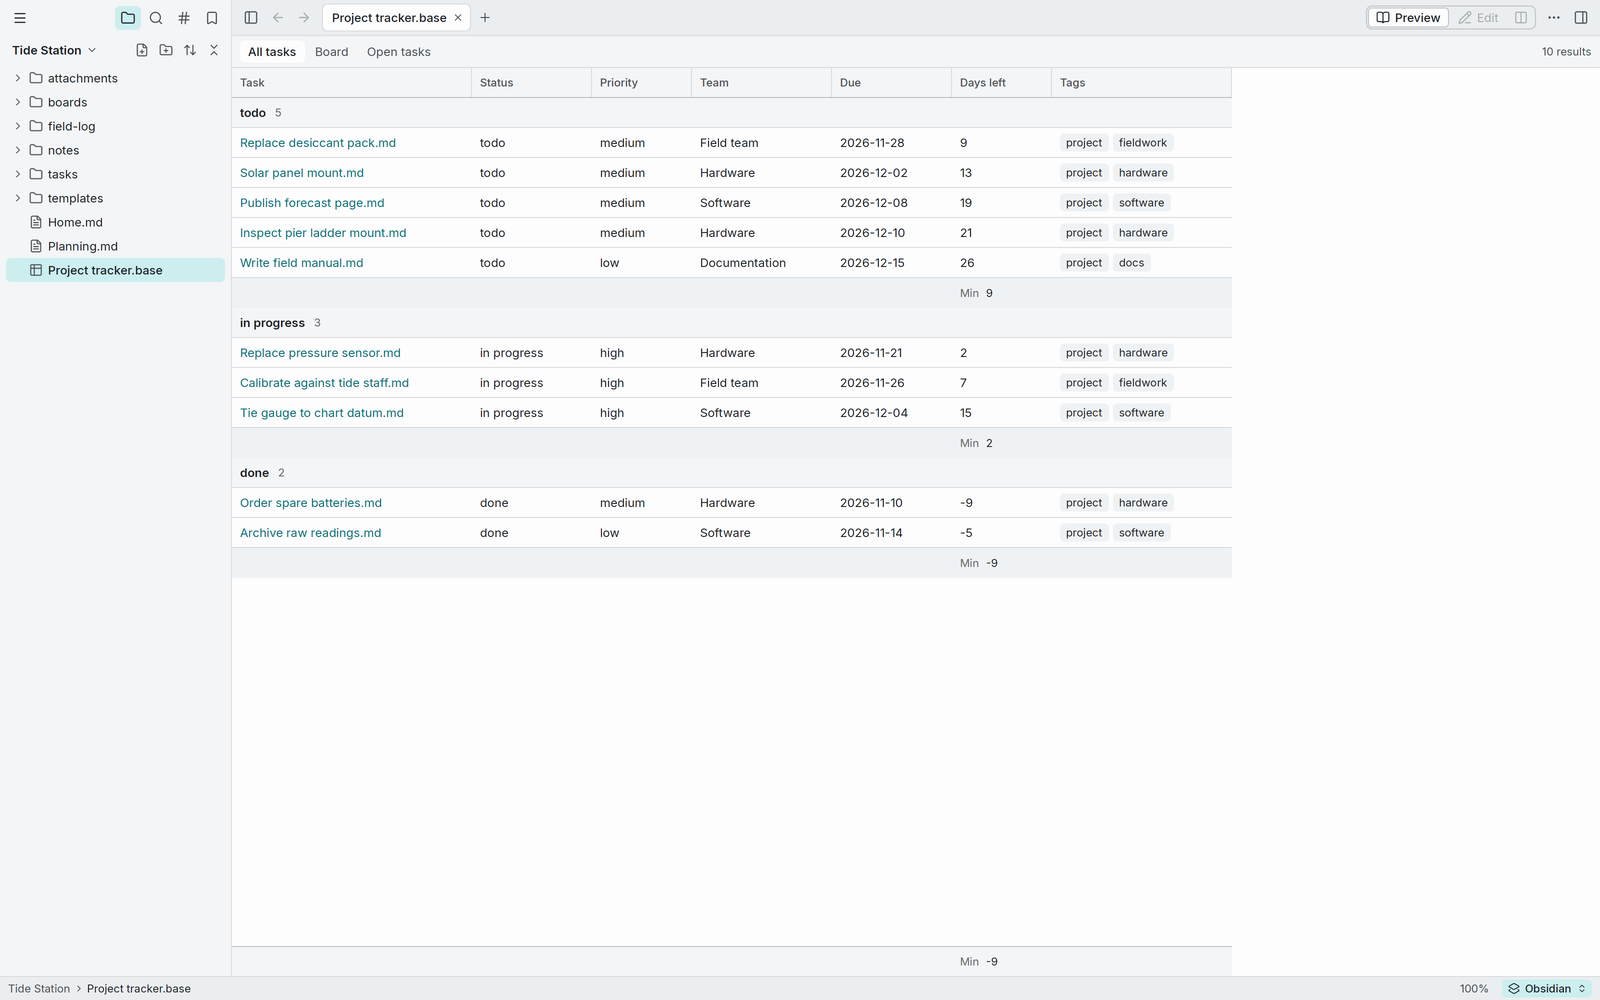 Project tracker.base
Preview
Edit
Tide Station
All tasks
Board
Open tasks
10 results
attachments
boards
field-log
notes
tasks
templates
Home.md
Planning.md
Project tracker.base
Task Status Priority Team Due Days left Tags
todo 5
Replace desiccant pack.md todo medium Field team 2026-11-28 9 project fieldwork
Solar panel mount.md todo medium Hardware 2026-12-02 13 project hardware
Publish forecast page.md todo medium Software 2026-12-08 19 project software
Inspect pier ladder mount.md todo medium Hardware 2026-12-10 21 project hardware
Write field manual.md todo low Documentation 2026-12-15 26 project docs
Min 9
in progress 3
Replace pressure sensor.md in progress high Hardware 2026-11-21 2 project hardware
Calibrate against tide staff.md in progress high Field team 2026-11-26 7 project fieldwork
Tie gauge to chart datum.md in progress high Software 2026-12-04 15 project software
Min 2
done 2
Order spare batteries.md done medium Hardware 2026-11-10 -9 project hardware
Archive raw readings.md done low Software 2026-11-14 -5 project software
Min -9
Min -9
Tide Station > Project tracker.base
100%
Obsidian